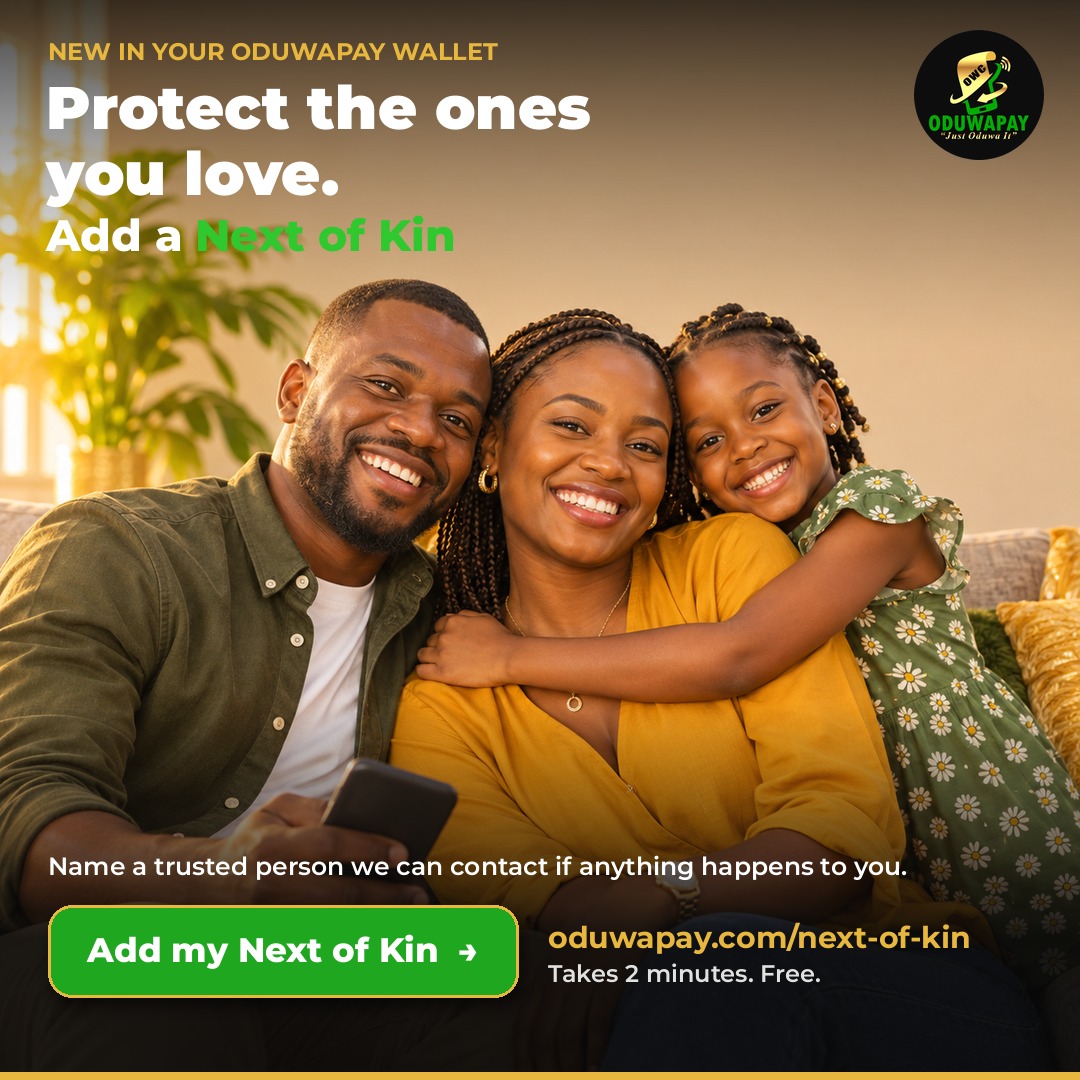 NEW IN YOUR ODUWAPAY WALLET
Protect the ones
you love.
Add a Next of Kin
OWC
ODUWAPAY
"Just Oduwa It"
Name a trusted person we can contact if anything happens to you.
Add my Next of Kin →
oduwapay.com/next-of-kin
Takes 2 minutes. Free.